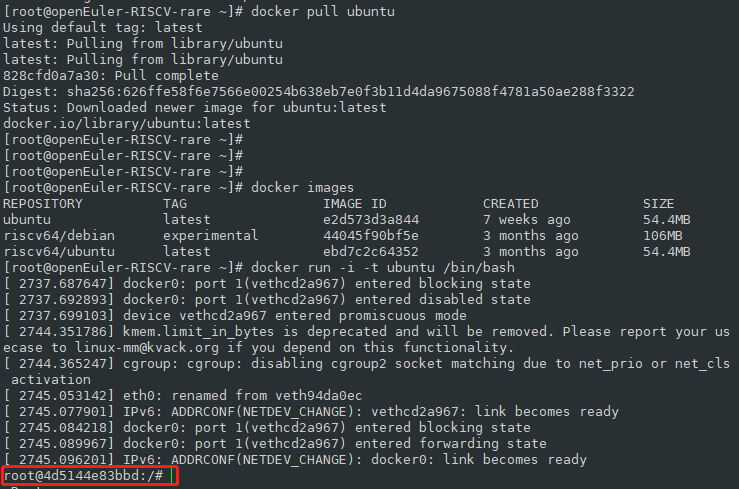 [root@openEuler-RISCV-rare ~]# docker pull ubuntu
Using default tag: latest
latest: Pulling from library/ubuntu
latest: Pulling from library/ubuntu
828cfd0a7a30: Pull complete
Digest: sha256:626ffe58f6e7566e00254b638eb7e0f3b11d4da9675088f4781a50ae288f3322
Status: Downloaded newer image for ubuntu:latest
docker.io/library/ubuntu:latest
[root@openEuler-RISCV-rare ~]#
[root@openEuler-RISCV-rare ~]#
[root@openEuler-RISCV-rare ~]#
[root@openEuler-RISCV-rare ~]# docker images
REPOSITORY          TAG                 IMAGE ID            CREATED             SIZE
ubuntu              latest              e2d573d3a844        7 weeks ago         54.4MB
riscv64/debian      experimental        44045f90bf5e        3 months ago        106MB
riscv64/ubuntu      latest              ebd7c2c64352        3 months ago        54.4MB
[root@openEuler-RISCV-rare ~]# docker run -i -t ubuntu /bin/bash
[ 2737.687647] docker0: port 1(vethcd2a967) entered blocking state
[ 2737.692893] docker0: port 1(vethcd2a967) entered disabled state
[ 2737.699103] device vethcd2a967 entered promiscuous mode
[ 2744.351786] kmem.limit_in_bytes is deprecated and will be removed. Please report your us
ecase to linux-mm@kvack.org if you depend on this functionality.
[ 2744.365247] cgroup: cgroup: disabling cgroup2 socket matching due to net_prio or net_cls
 activation
[ 2745.053142] eth0: renamed from veth94da0ec
[ 2745.077901] IPv6: ADDRCONF(NETDEV_CHANGE): vethcd2a967: link becomes ready
[ 2745.084218] docker0: port 1(vethcd2a967) entered blocking state
[ 2745.089967] docker0: port 1(vethcd2a967) entered forwarding state
[ 2745.096201] IPv6: ADDRCONF(NETDEV_CHANGE): docker0: link becomes ready
root@4d5144e83bbd:/#